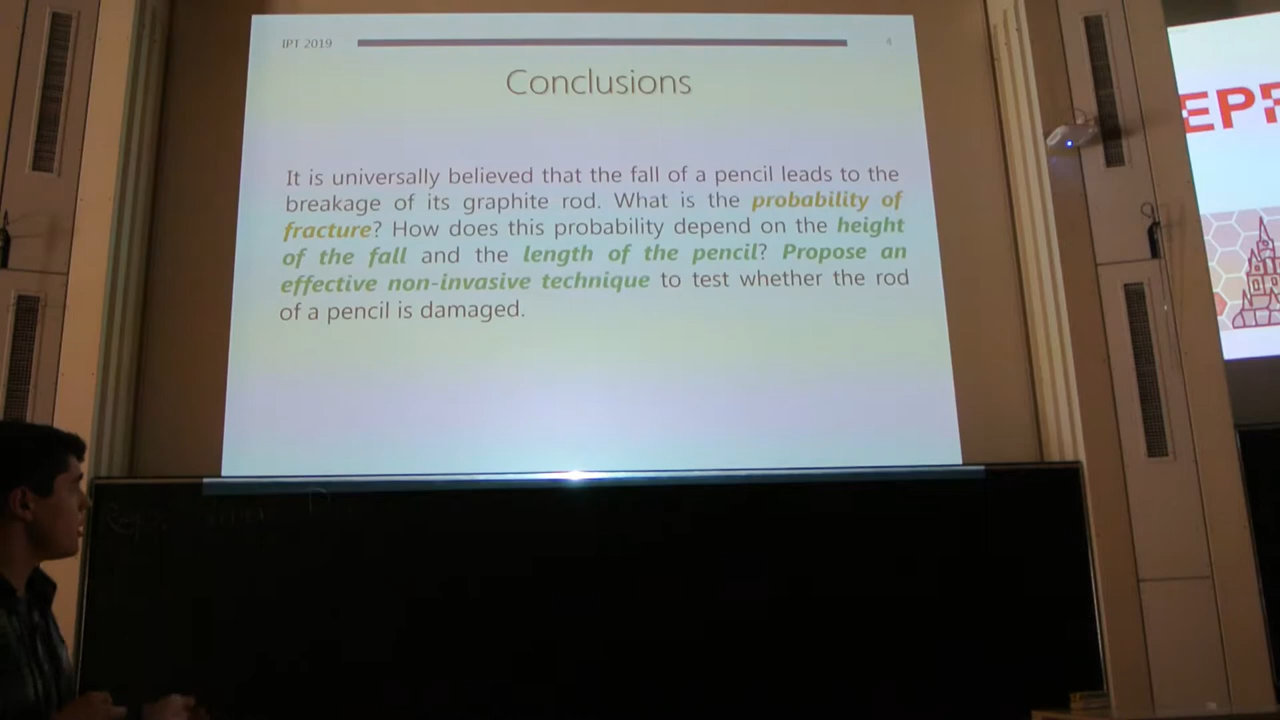 IPT 2019
4
Conclusions
It is universally believed that the fall of a pencil leads to the
breakage of its graphite rod. What is the probability of
fracture? How does this probability depend on the height
of the fall and the length of the pencil? Propose an
effective non-invasive technique to test whether the rod
of a pencil is damaged.